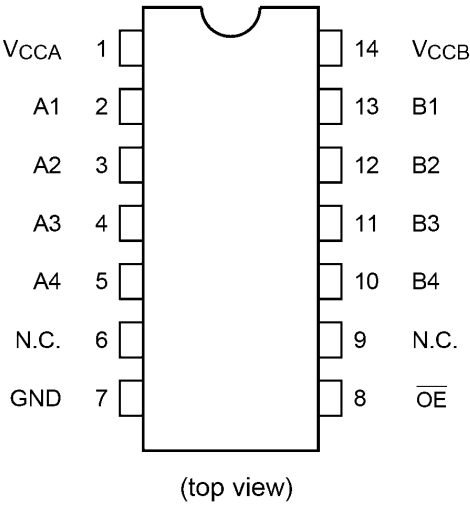 VCCA 1 14 VCCB
A1 2 13 B1
A2 3 12 B2
A3 4 11 B3
A4 5 10 B4
N.C. 6 9 N.C.
GND 7 8 O̅E̅
(top view)